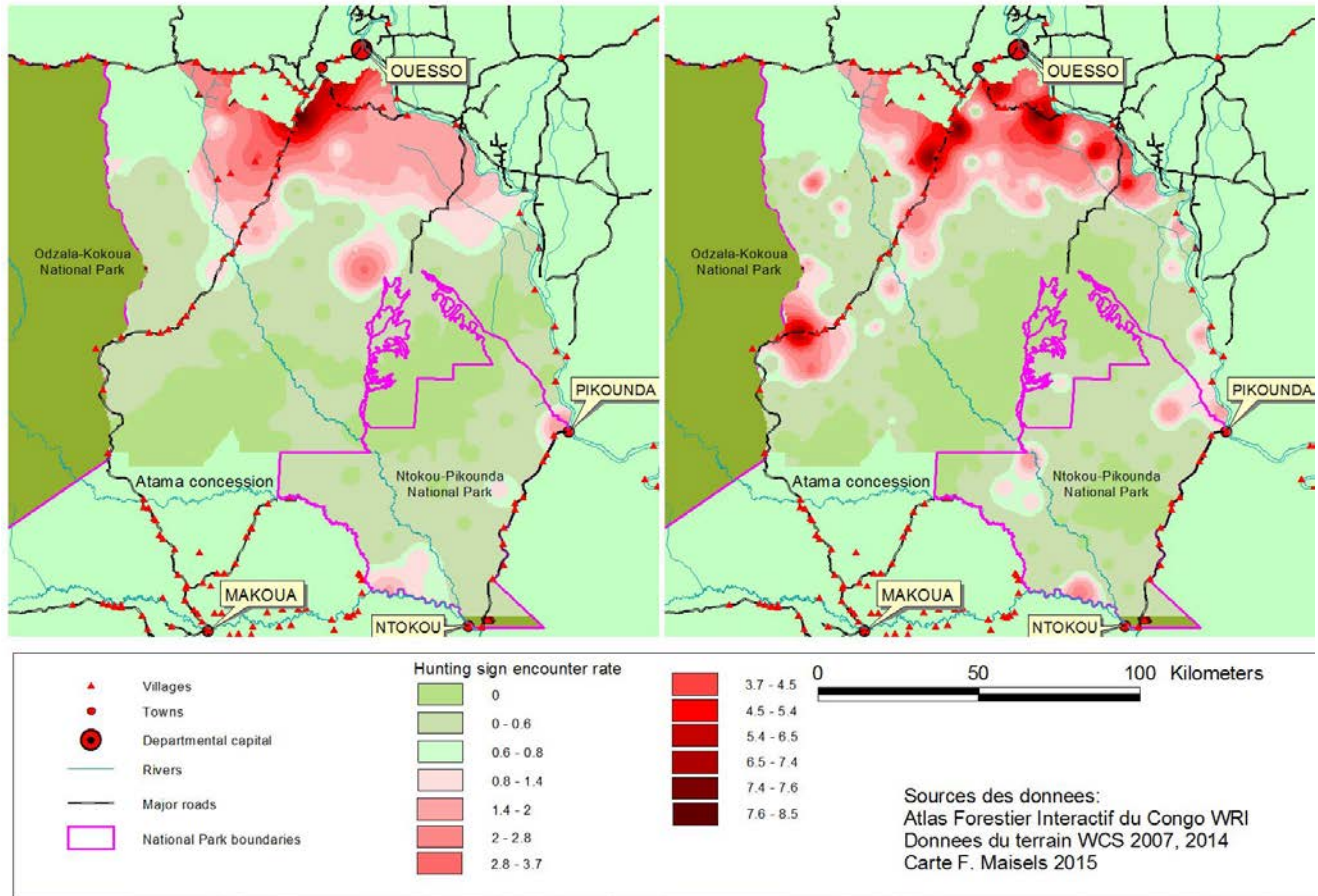 OUESSO
Odzala-Kokoua
National Park
PIKOUNDA
Ntokou-Pikounda
National Park
Atama concession
MAKOUA
NTOKOU
OUESSO
Odzala-Kokoua
National Park
PIKOUNDA
Ntokou-Pikounda
National Park
Atama concession
MAKOUA
NTOKOU
Villages
Towns
Departmental capital
Rivers
Major roads
National Park boundaries
Hunting sign encounter rate
0
0 - 0.6
0.6 - 0.8
0.8 - 1.4
1.4 - 2
2 - 2.8
2.8 - 3.7
3.7 - 4.5
4.5 - 5.4
5.4 - 6.5
6.5 - 7.4
7.4 - 7.6
7.6 - 8.5
0 50 100 Kilometers
Sources des donnees:
Atlas Forestier Interactif du Congo WRI
Donnees du terrain WCS 2007, 2014
Carte F. Maisels 2015